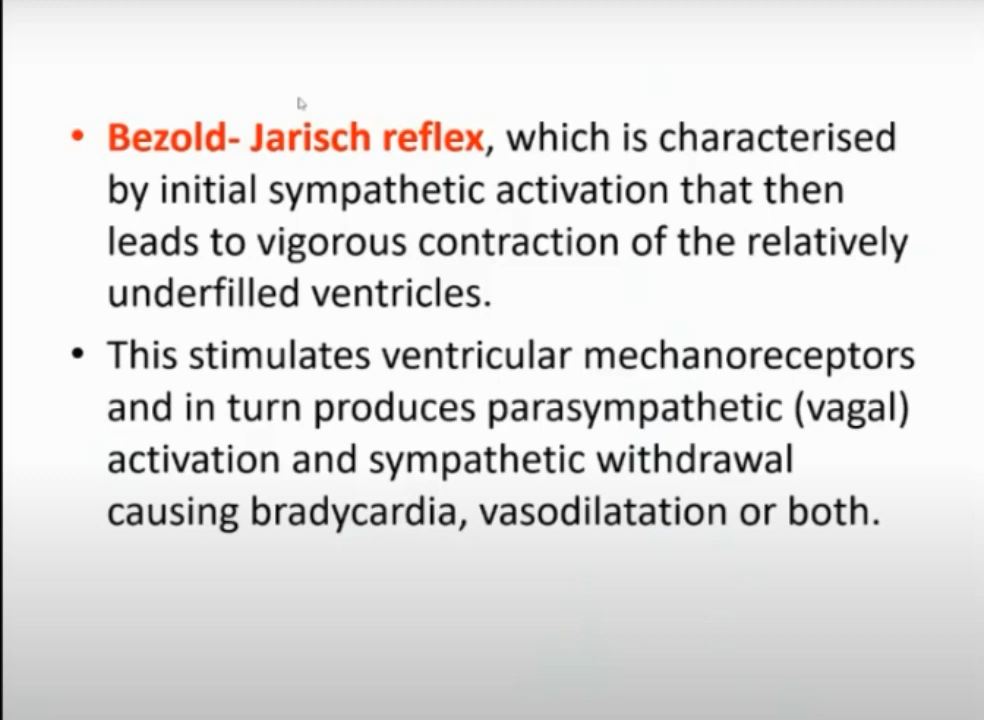 • Bezold- Jarisch reflex, which is characterised
by initial sympathetic activation that then
leads to vigorous contraction of the relatively
underfilled ventricles.
• This stimulates ventricular mechanoreceptors
and in turn produces parasympathetic (vagal)
activation and sympathetic withdrawal
causing bradycardia, vasodilatation or both.